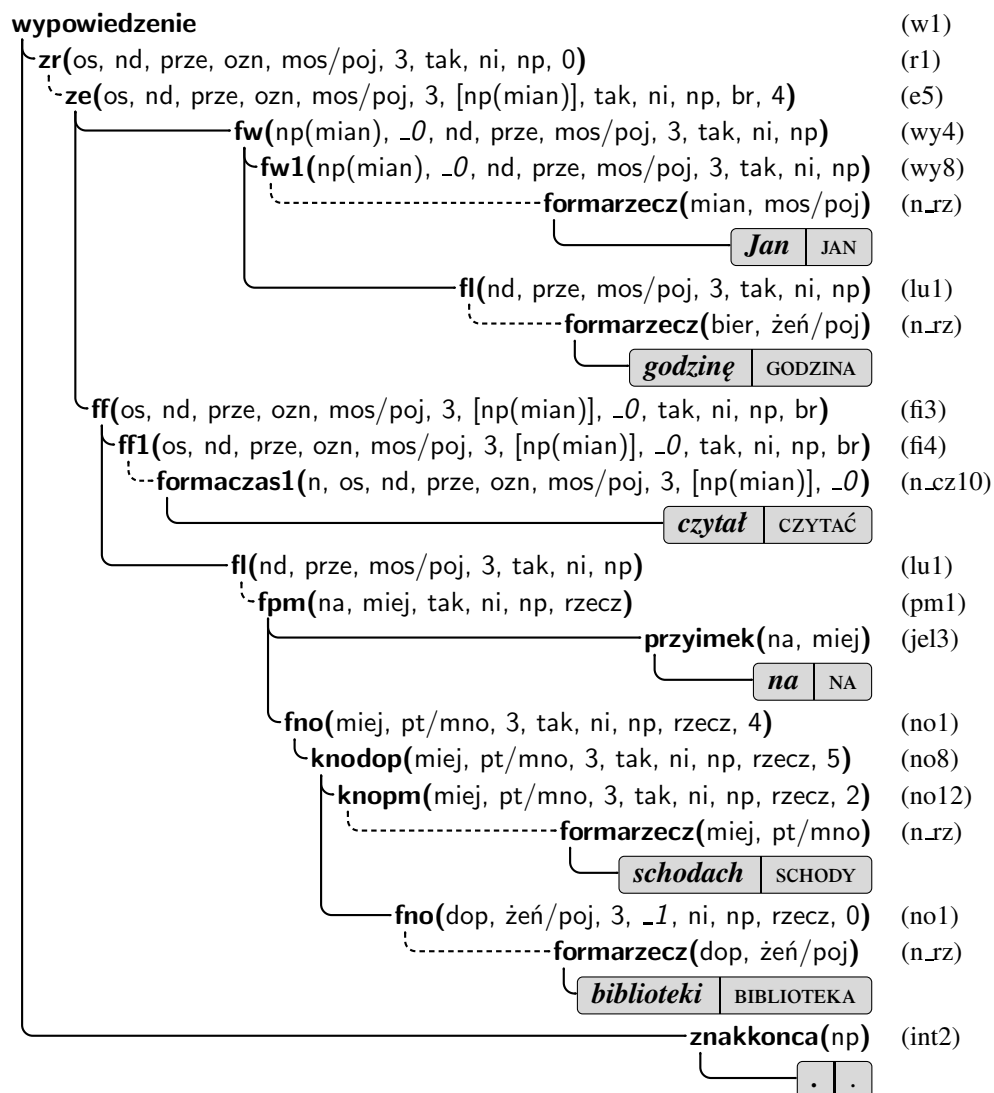 wypowiedzenie (w1)
zr(os, nd, prze, ozn, mos/poj, 3, tak, ni, np, 0) (r1)
ze(os, nd, prze, ozn, mos/poj, 3, [np(mian)], tak, ni, np, br, 4) (e5)
fw(np(mian), _0, nd, prze, mos/poj, 3, tak, ni, np) (wy4)
fw1(np(mian), _0, nd, prze, mos/poj, 3, tak, ni, np) (wy8)
formarzecz(mian, mos/poj) (n_rz)
Jan JAN
fl(nd, prze, mos/poj, 3, tak, ni, np) (lu1)
formarzecz(bier, żeń/poj) (n_rz)
godzinę GODZINA
ff(os, nd, prze, ozn, mos/poj, 3, [np(mian)], _0, tak, ni, np, br) (fi3)
ff1(os, nd, prze, ozn, mos/poj, 3, [np(mian)], _0, tak, ni, np, br) (fi4)
formaczas1(n, os, nd, prze, ozn, mos/poj, 3, [np(mian)], _0) (n_cz10)
czytał CZYTAĆ
fl(nd, prze, mos/poj, 3, tak, ni, np) (lu1)
fpm(na, miej, tak, ni, np, rzecz) (pm1)
przyimek(na, miej) (jel3)
na NA
fno(miej, pt/mno, 3, tak, ni, np, rzecz, 4) (no1)
knodop(miej, pt/mno, 3, tak, ni, np, rzecz, 5) (no8)
knopm(miej, pt/mno, 3, tak, ni, np, rzecz, 2) (no12)
formarzecz(miej, pt/mno) (n_rz)
schodach SCHODY
fno(dop, żeń/poj, 3, _1, ni, np, rzecz, 0) (no1)
formarzecz(dop, żeń/poj) (n_rz)
biblioteki BIBLIOTEKA
znakkonca(np) (int2)
. .